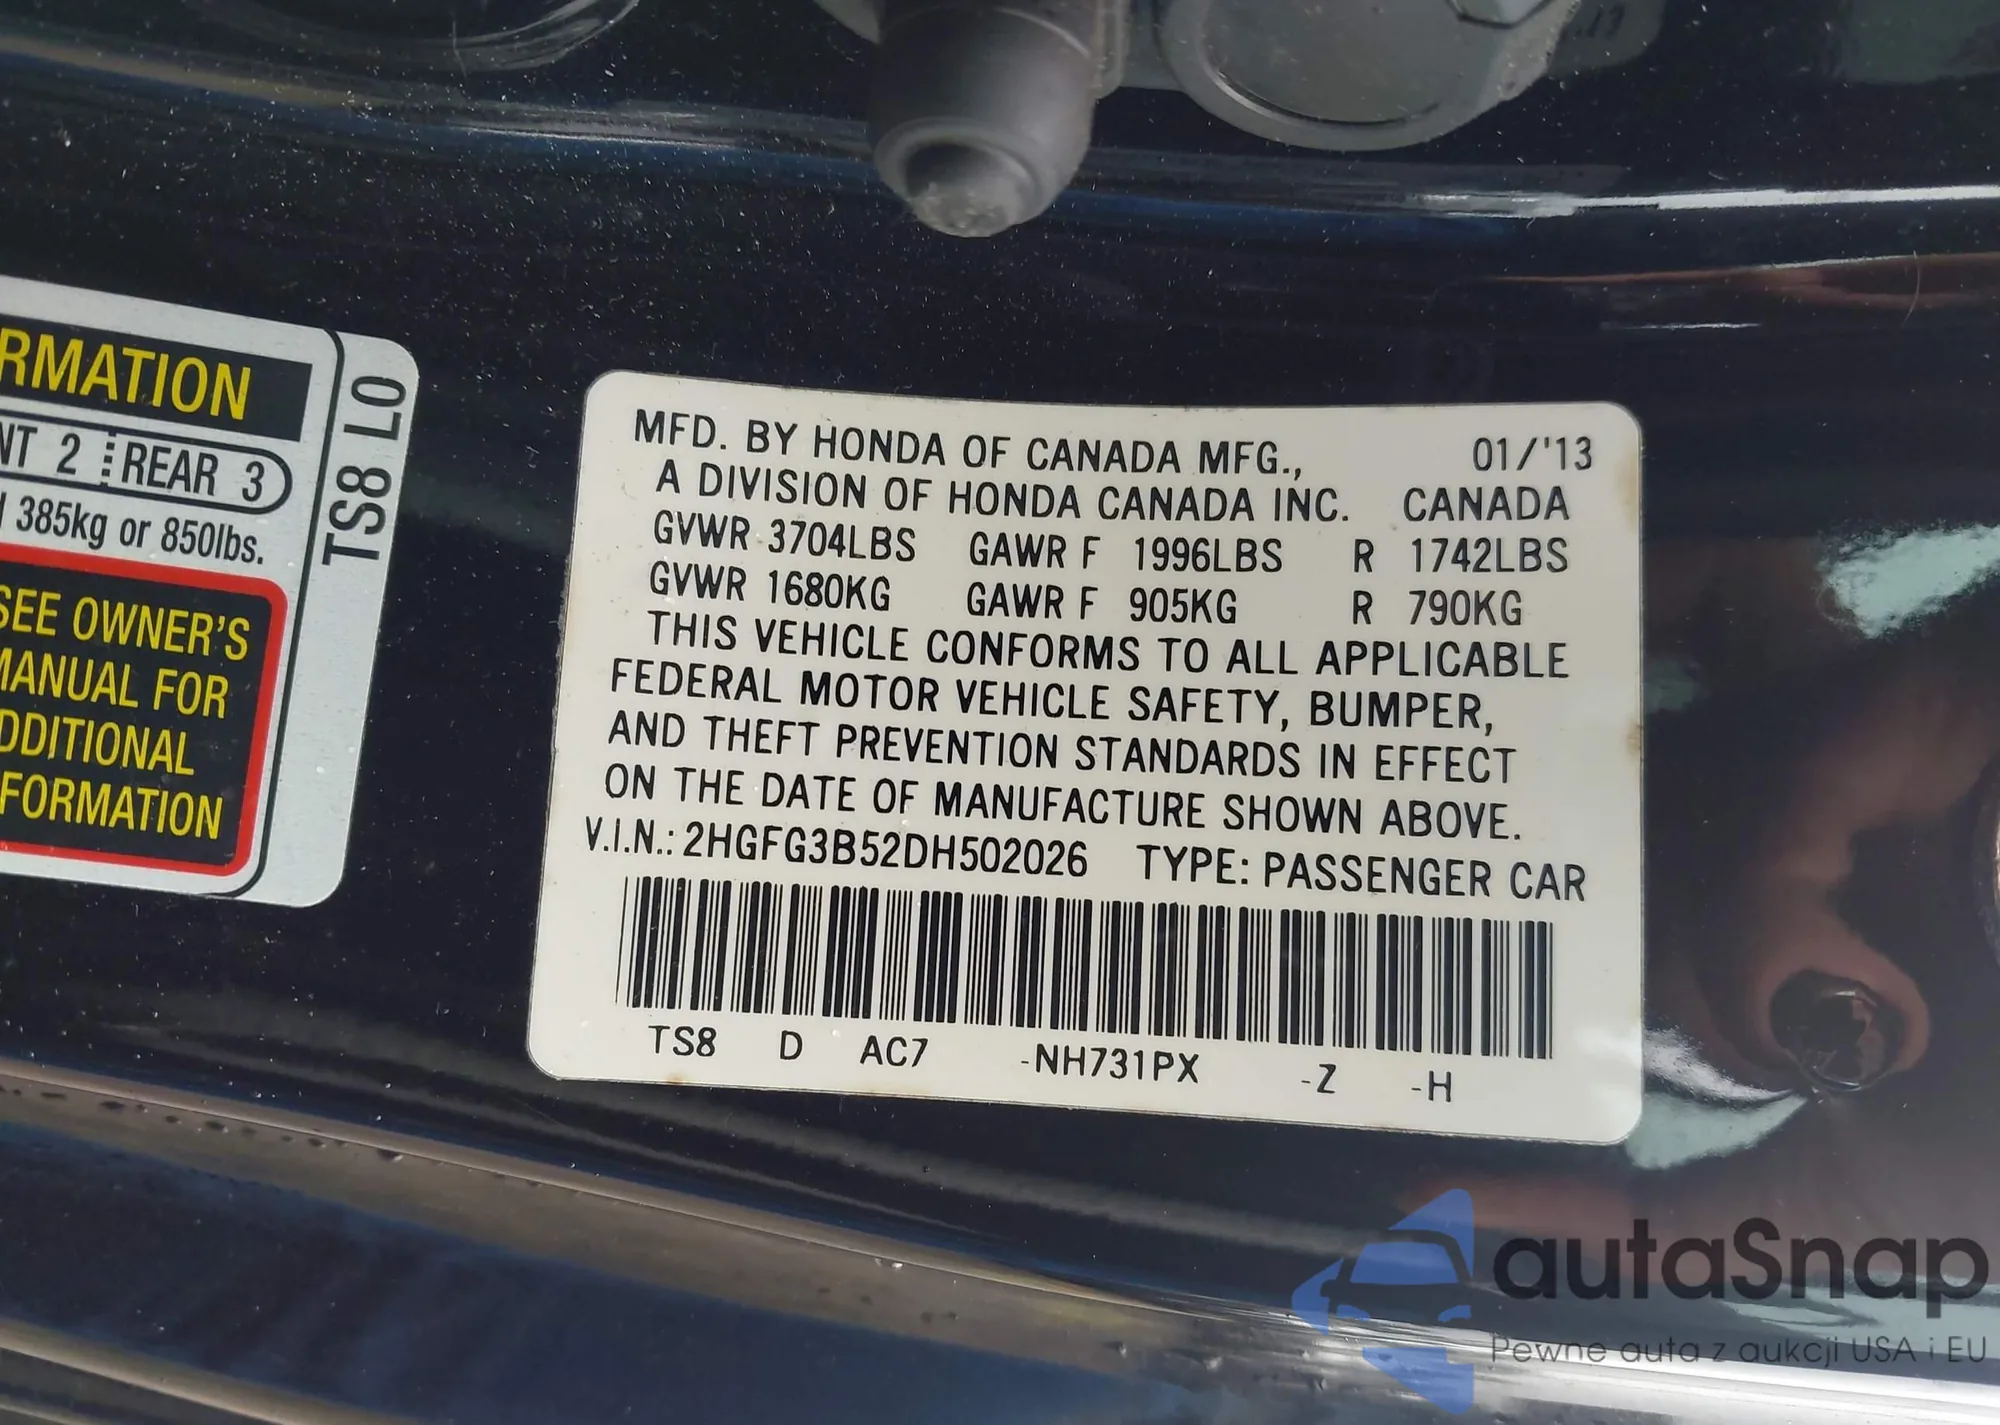 RMATION
NT 2 REAR 3
385kg or 850lbs.
SEE OWNER'S
MANUAL FOR
DDITIONAL
FORMATION
TS8 L0
MFD. BY HONDA OF CANADA MFG., 01/'13
A DIVISION OF HONDA CANADA INC. CANADA
GVWR 3704LBS GAWR F 1996LBS R 1742LBS
GVWR 1680KG GAWR F 905KG R 790KG
THIS VEHICLE CONFORMS TO ALL APPLICABLE
FEDERAL MOTOR VEHICLE SAFETY, BUMPER,
AND THEFT PREVENTION STANDARDS IN EFFECT
ON THE DATE OF MANUFACTURE SHOWN ABOVE.
V.I.N.: 2HGFG3B52DH502026 TYPE: PASSENGER CAR
TS8 D AC7 -NH731PX -Z -H
autaSnap
Pewne auta z aukcji USA i EU